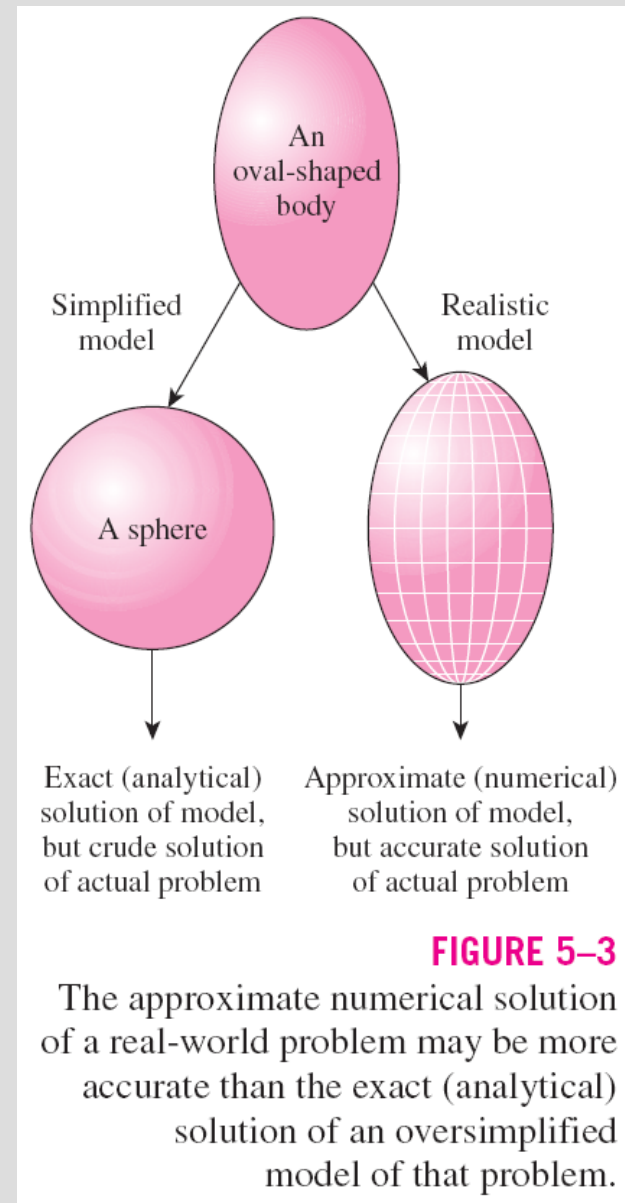 An
oval-shaped
body
Simplified
model
Realistic
model
A sphere
Exact (analytical)
solution of model,
but crude solution
of actual problem
Approximate (numerical)
solution of model,
but accurate solution
of actual problem
FIGURE 5–3
The approximate numerical solution
of a real-world problem may be more
accurate than the exact (analytical)
solution of an oversimplified
model of that problem.